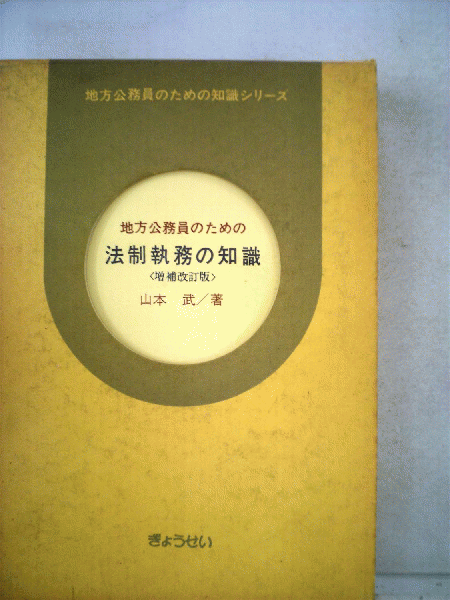 地方公務員のための知識シリーズ
地方公務員のための
法制執務の知識
〈増補改訂版〉
山本 武／著
ぎょうせい